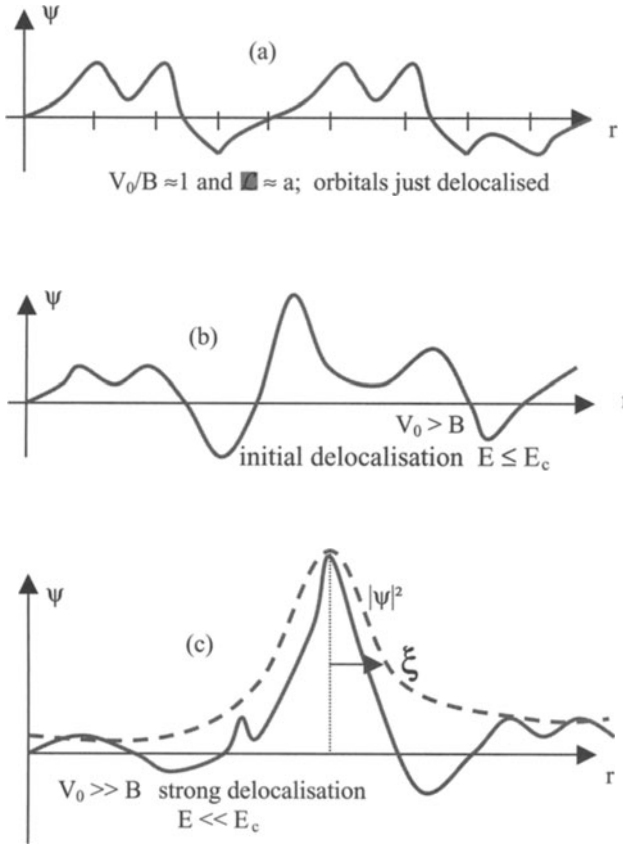 ψ
(a)
r
V₀/B ≈1 and ℒ ≈ a; orbitals just delocalised
ψ
(b)
V₀ > B
initial delocalisation E ≤ E꜀
ψ
|ψ|²
(c)
ξ
r
V₀ >> B strong delocalisation
E << E꜀